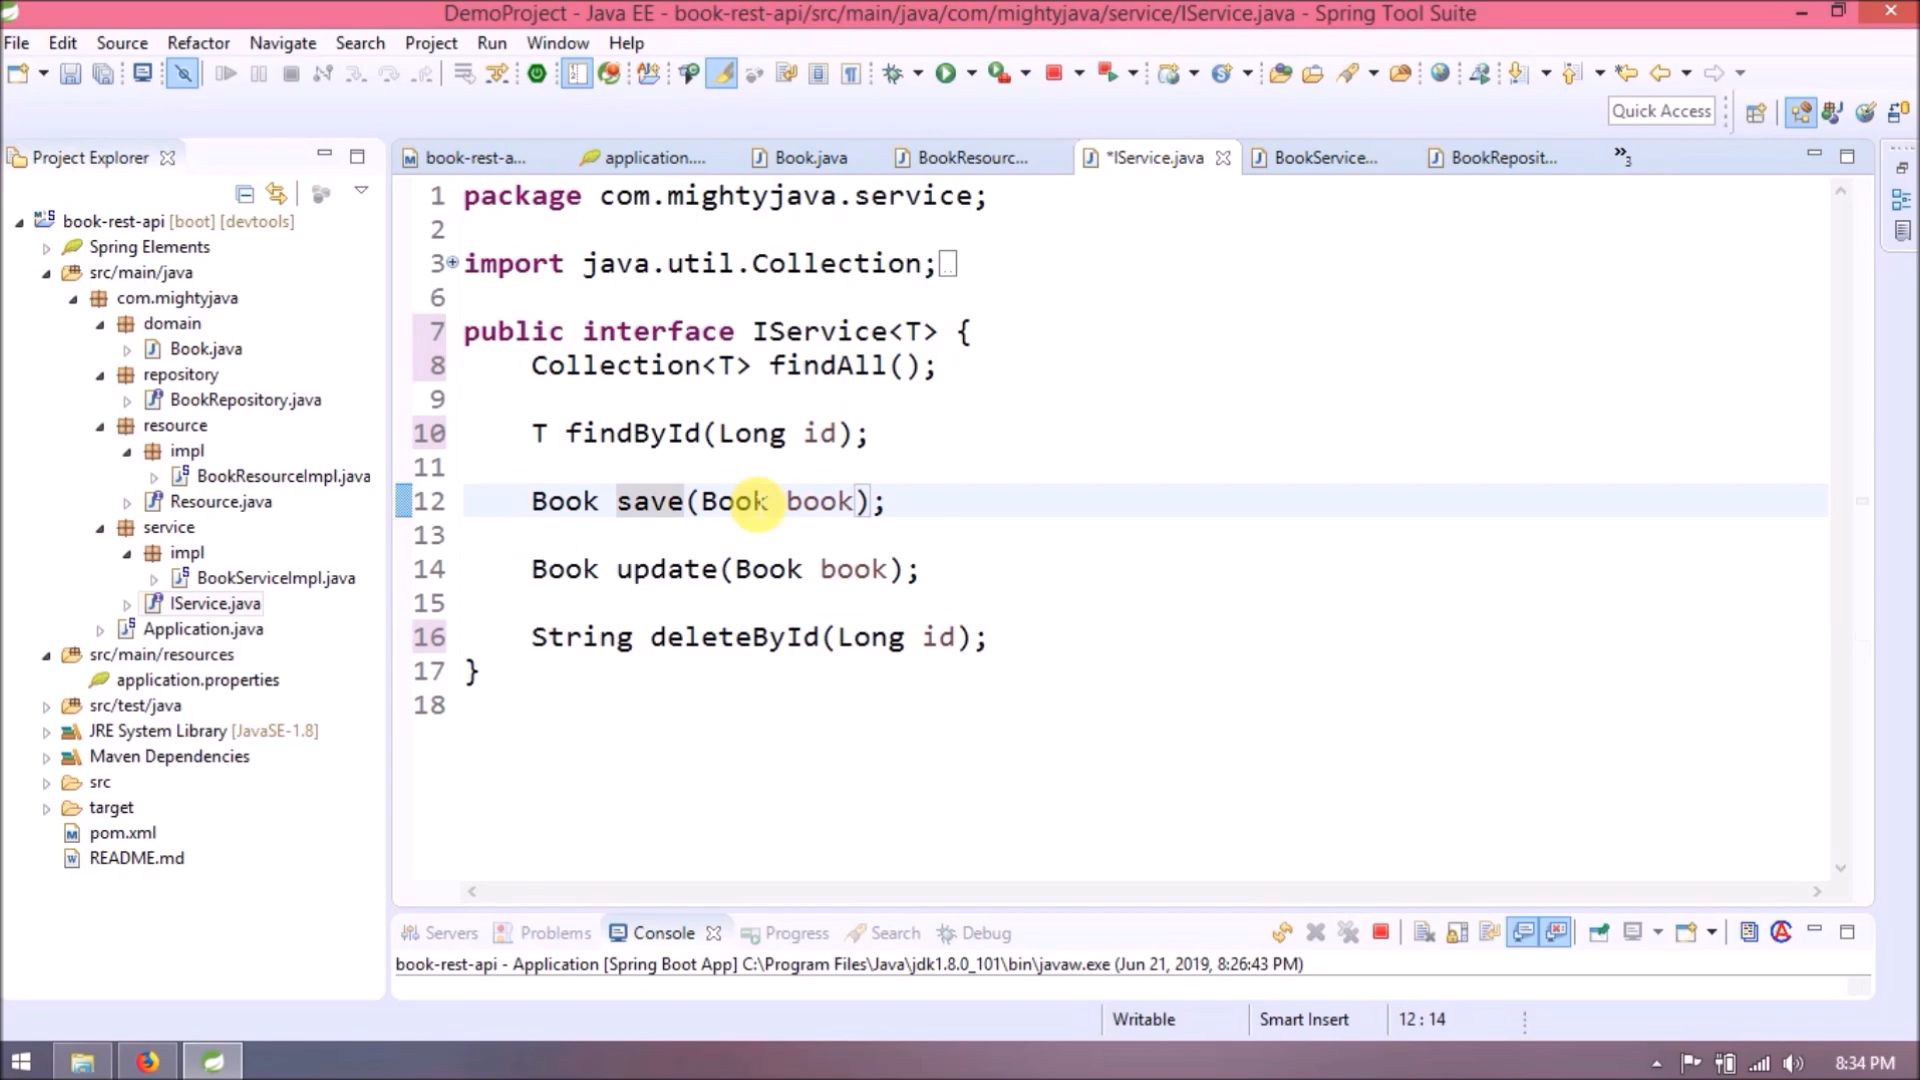 DemoProject - Java EE - book-rest-api/src/main/java/com/mightyjava/service/IService.java - Spring Tool Suite
File Edit Source Refactor Navigate Search Project Run Window Help
Quick Access
Project Explorer
book-rest-a... application.... Book.java BookResourc... *IService.java BookService... BookReposit... »3
book-rest-api [boot] [devtools]
Spring Elements
src/main/java
com.mightyjava
domain
Book.java
repository
BookRepository.java
resource
impl
BookResourceImpl.java
Resource.java
service
impl
BookServiceImpl.java
IService.java
Application.java
src/main/resources
application.properties
src/test/java
JRE System Library [JavaSE-1.8]
Maven Dependencies
src
target
pom.xml
README.md
1 package com.mightyjava.service;
2
3 import java.util.Collection;
6
7 public interface IService<T> {
8 Collection<T> findAll();
9
10 T findById(Long id);
11
12 Book save(Book book);
13
14 Book update(Book book);
15
16 String deleteById(Long id);
17 }
18
Servers Problems Console Progress Search Debug
book-rest-api - Application [Spring Boot App] C:\Program Files\Java\jdk1.8.0_101\bin\javaw.exe (Jun 21, 2019, 8:26:43 PM)
Writable Smart Insert 12 : 14
8:34 PM